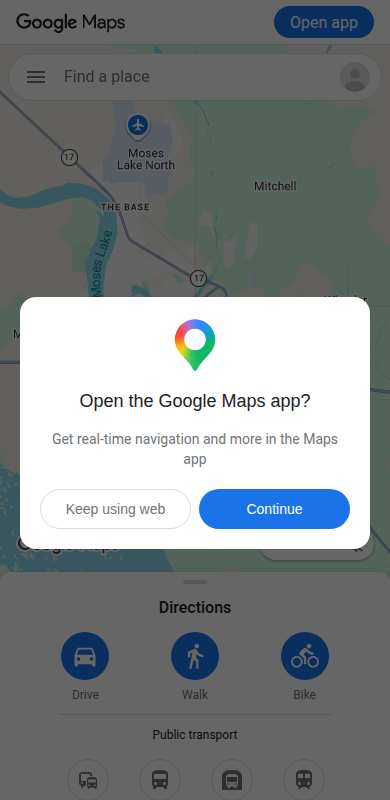 Google Maps
Open app
Find a place
17
Moses
Lake North
Mitchell
THE BASE
Moses Lake
17
Open the Google Maps app?
Get real-time navigation and more in the Maps
app
Keep using web
Continue
Directions
Drive
Walk
Bike
Public transport